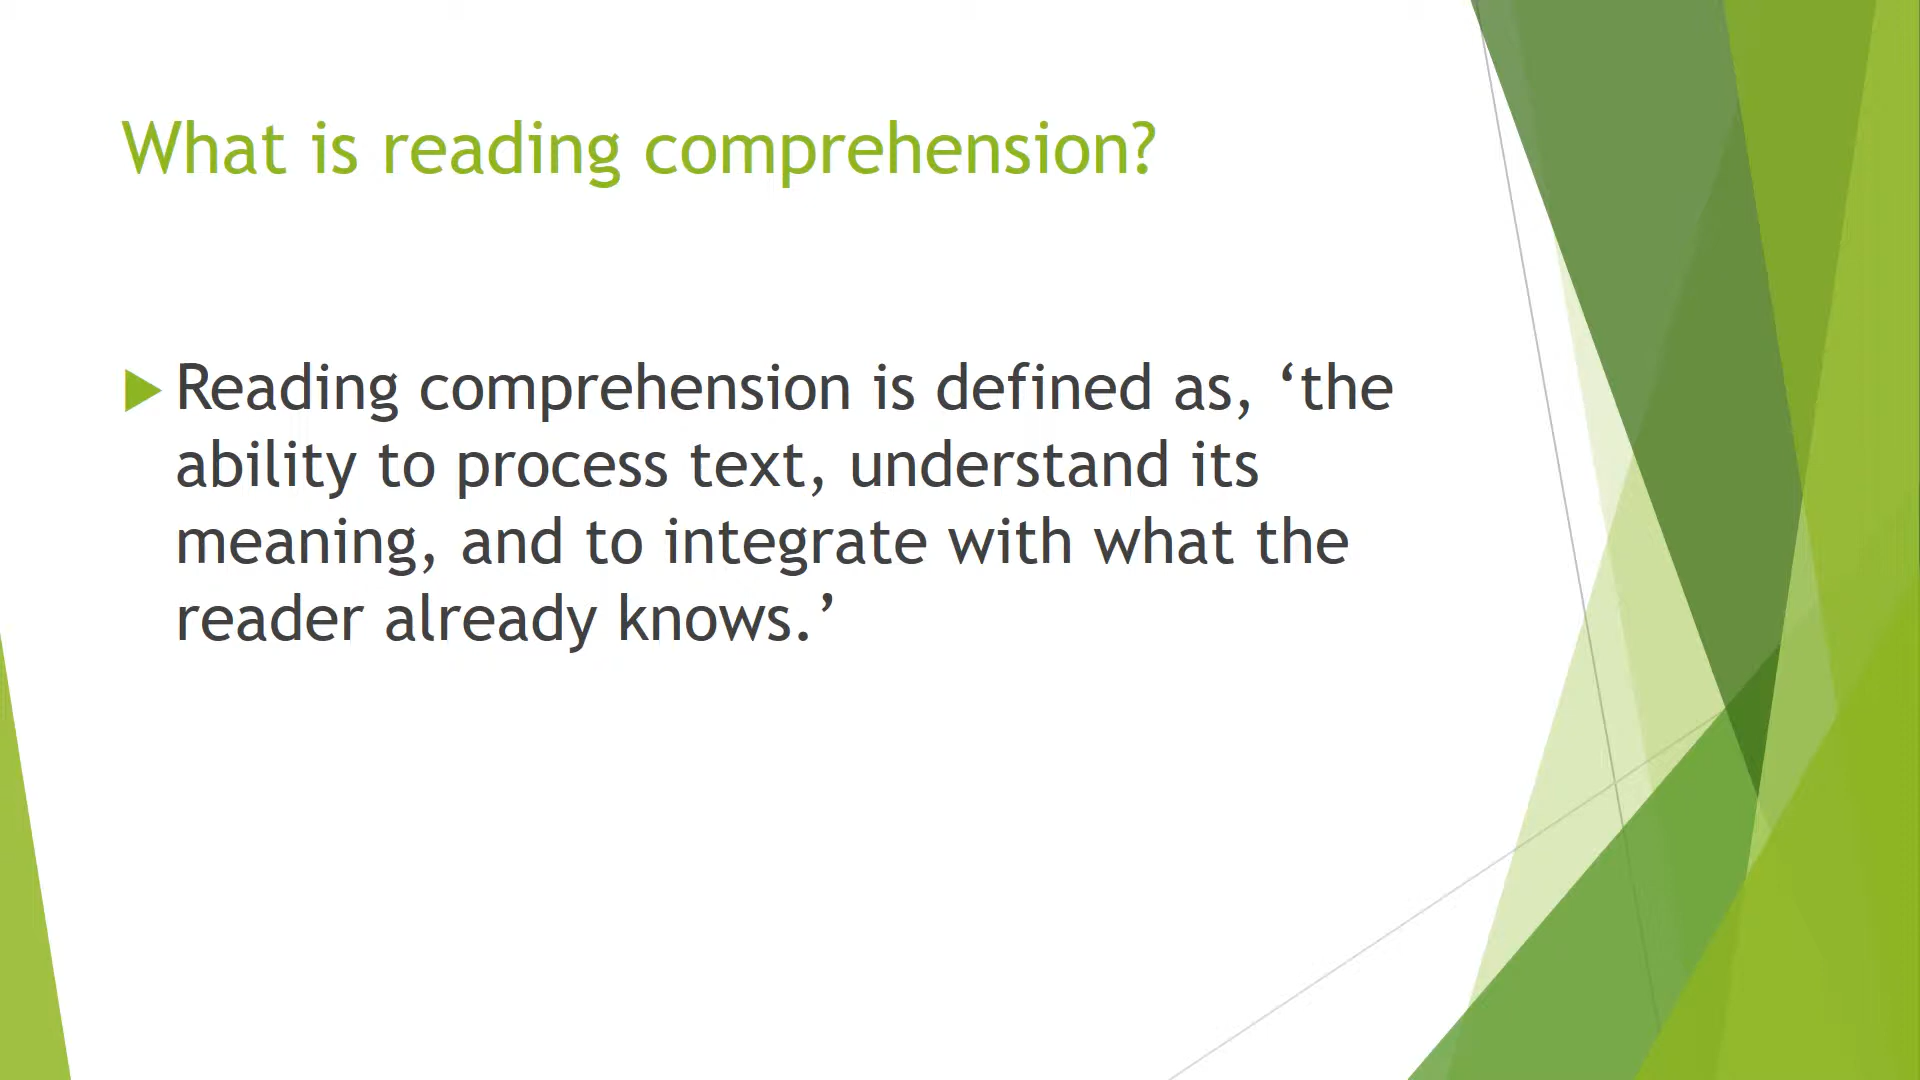 What is reading comprehension?
Reading comprehension is defined as, ‘the
ability to process text, understand its
meaning, and to integrate with what the
reader already knows.’